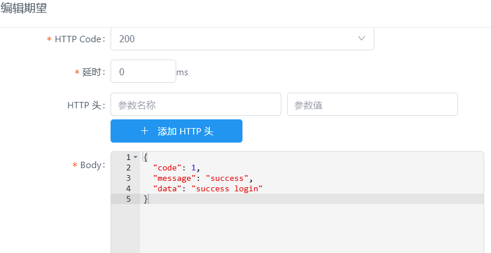 编辑期望
* HTTP Code: 200
* 延时: 0 ms
HTTP 头: 参数名称 参数值
+ 添加 HTTP 头
* Body:
1 {
2 "code": 1,
3 "message": "success",
4 "data": "success login"
5 }